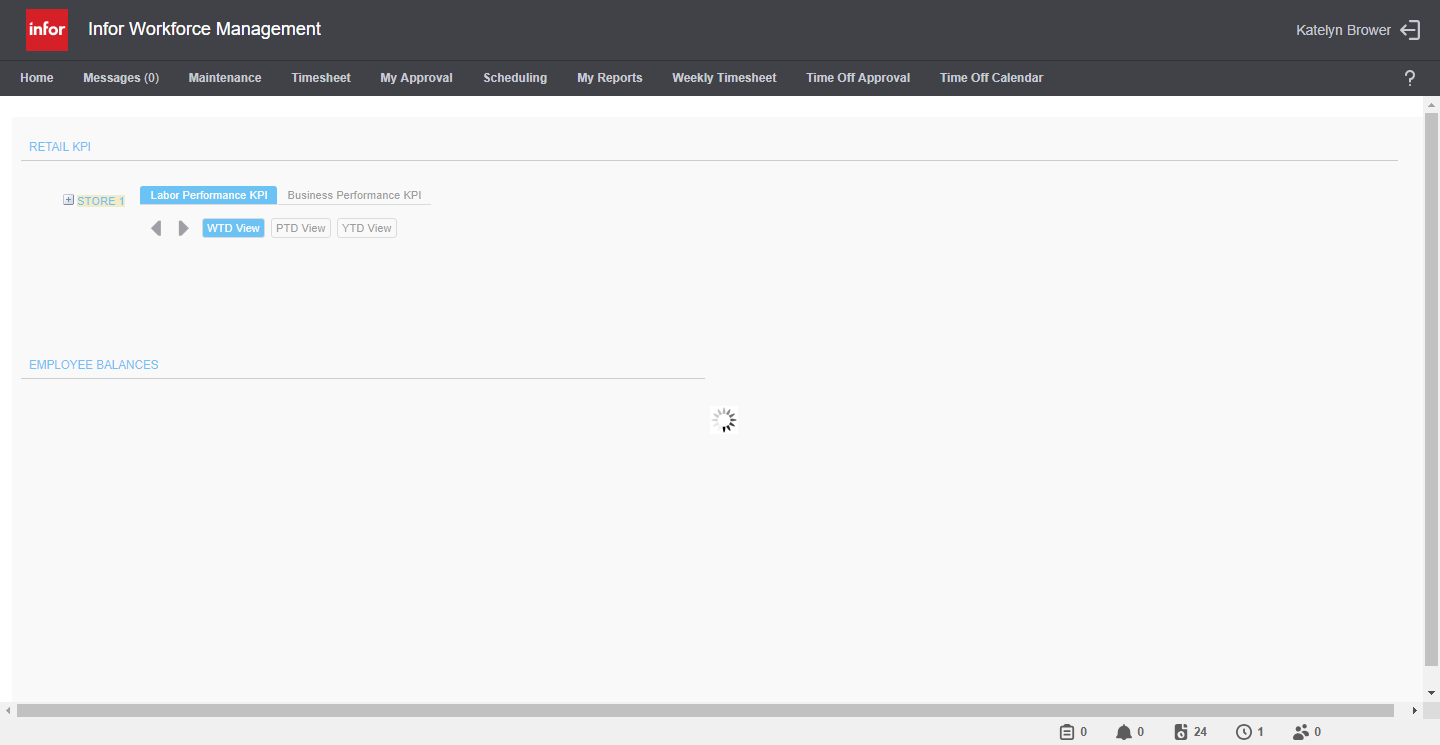 infor
Infor Workforce Management
Katelyn Brower
Home Messages (0) Maintenance Timesheet My Approval Scheduling My Reports Weekly Timesheet Time Off Approval Time Off Calendar ?
RETAIL KPI
STORE 1
Labor Performance KPI Business Performance KPI
WTD View PTD View YTD View
EMPLOYEE BALANCES
0 0 24 1 0